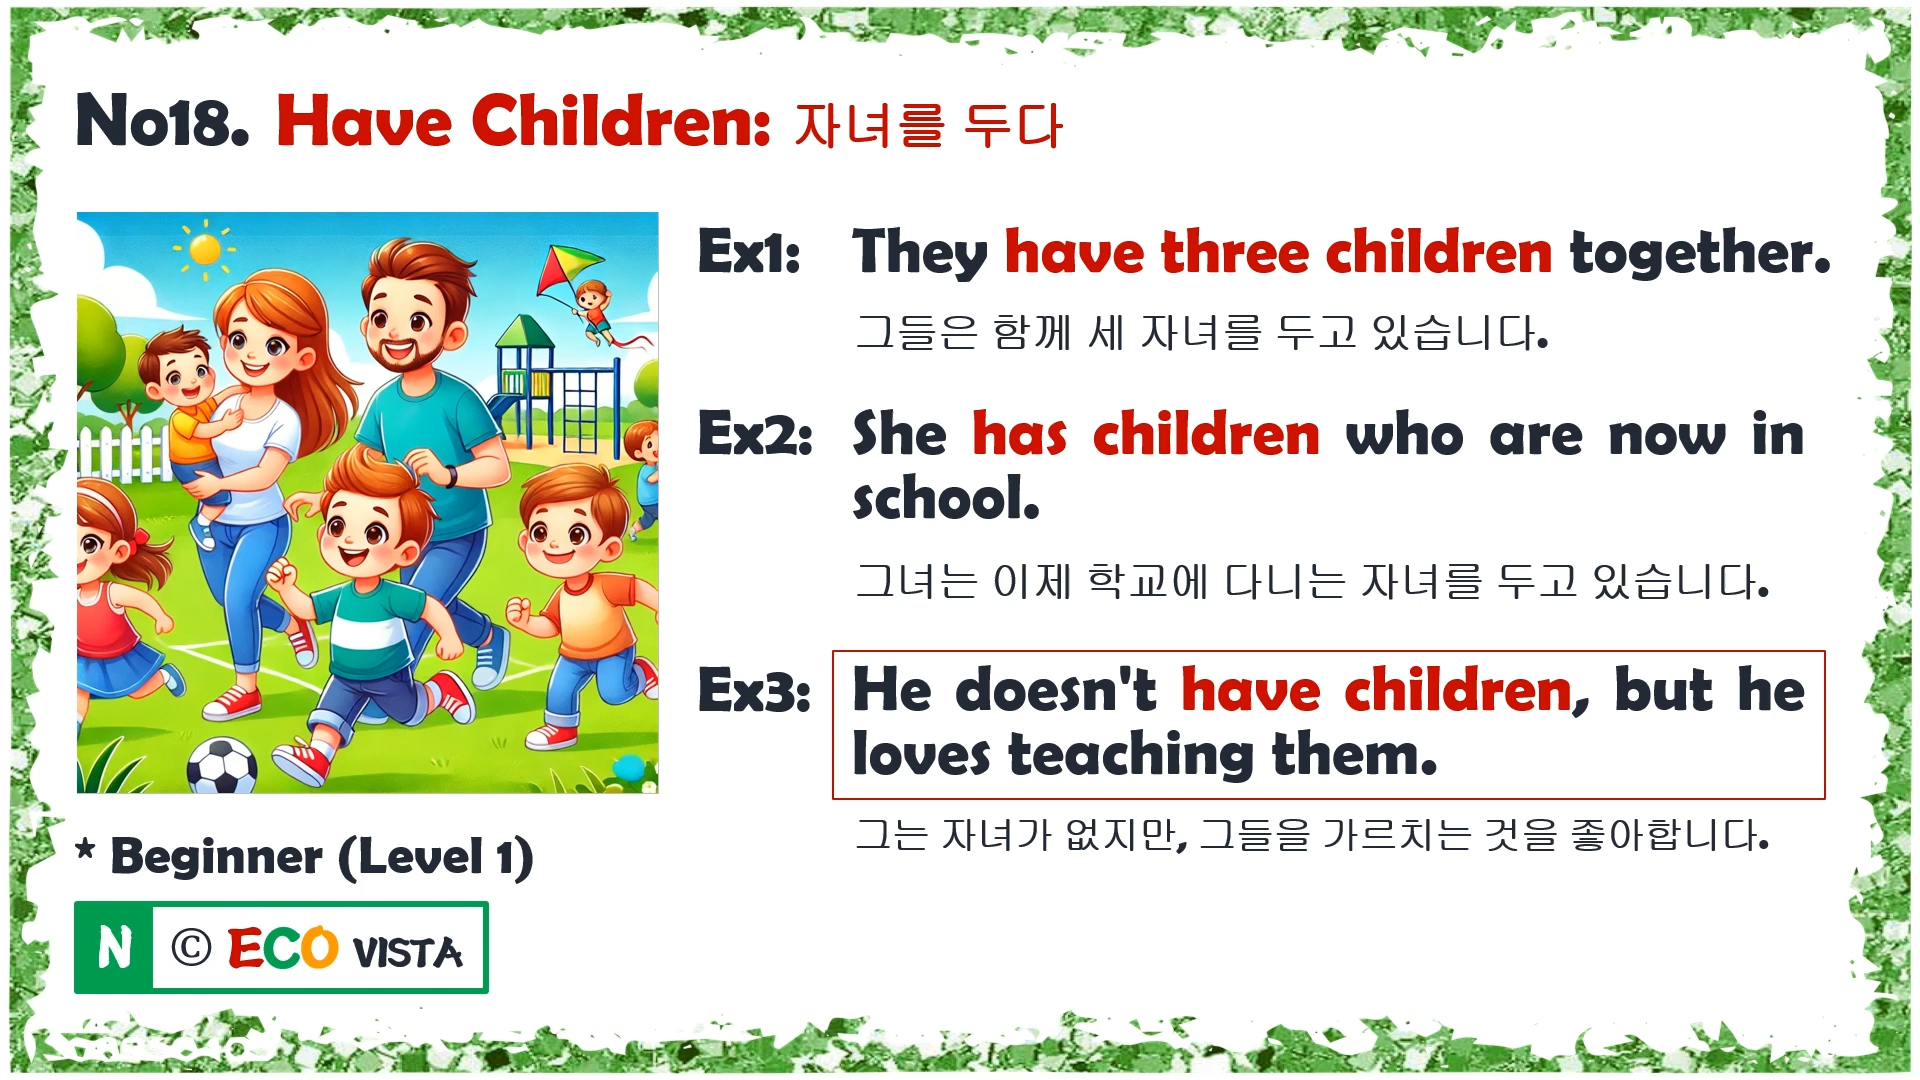 No18. Have Children: 자녀를 두다
Ex1: They have three children together.
그들은 함께 세 자녀를 두고 있습니다.
Ex2: She has children who are now in
school.
그녀는 이제 학교에 다니는 자녀를 두고 있습니다.
Ex3: He doesn't have children, but he
loves teaching them.
그는 자녀가 없지만, 그들을 가르치는 것을 좋아합니다.
* Beginner (Level 1)
N © ECO VISTA